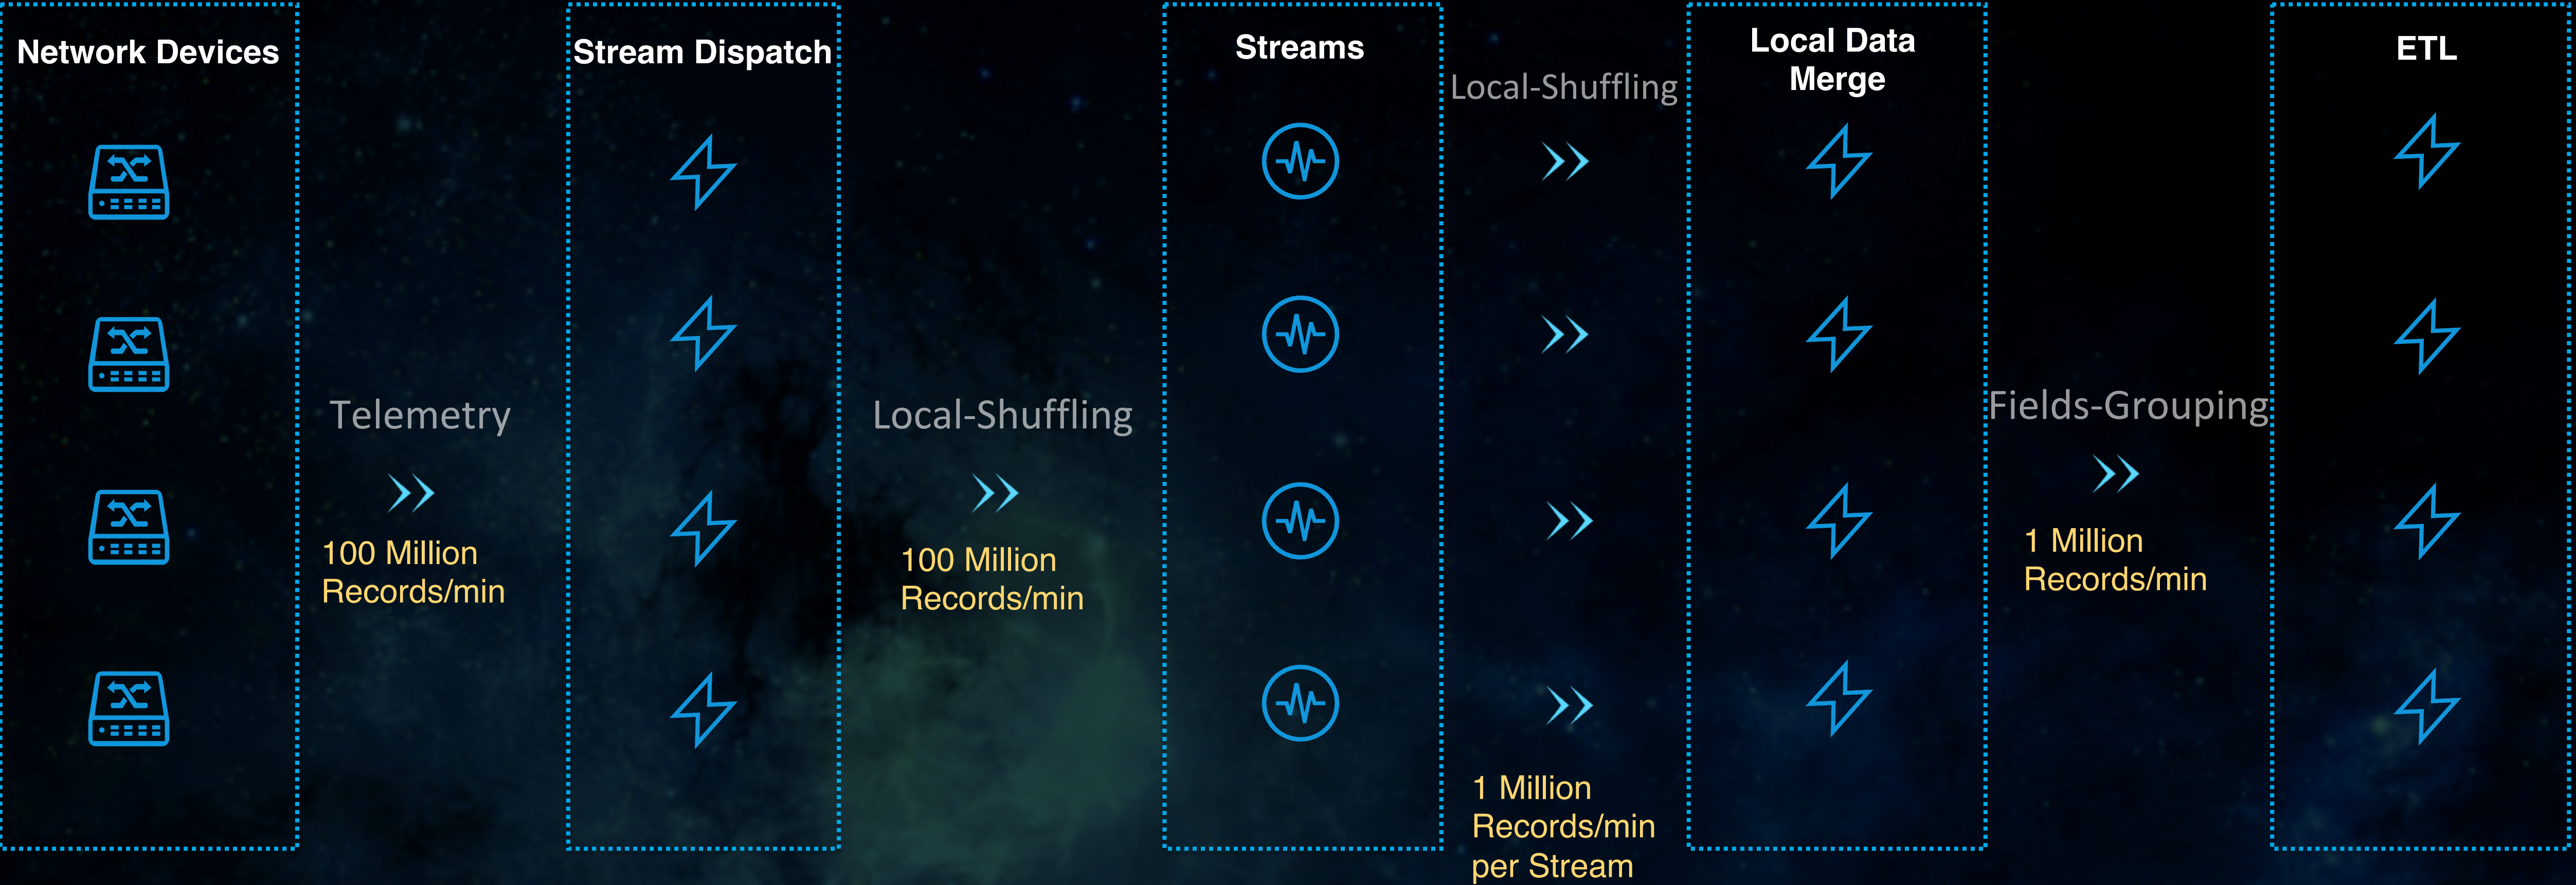 Network Devices
Telemetry
100 Million
Records/min
Stream Dispatch
Local-Shuffling
100 Million
Records/min
Streams
Local-Shuffling
1 Million
Records/min
per Stream
Local Data
Merge
Fields-Grouping
1 Million
Records/min
ETL